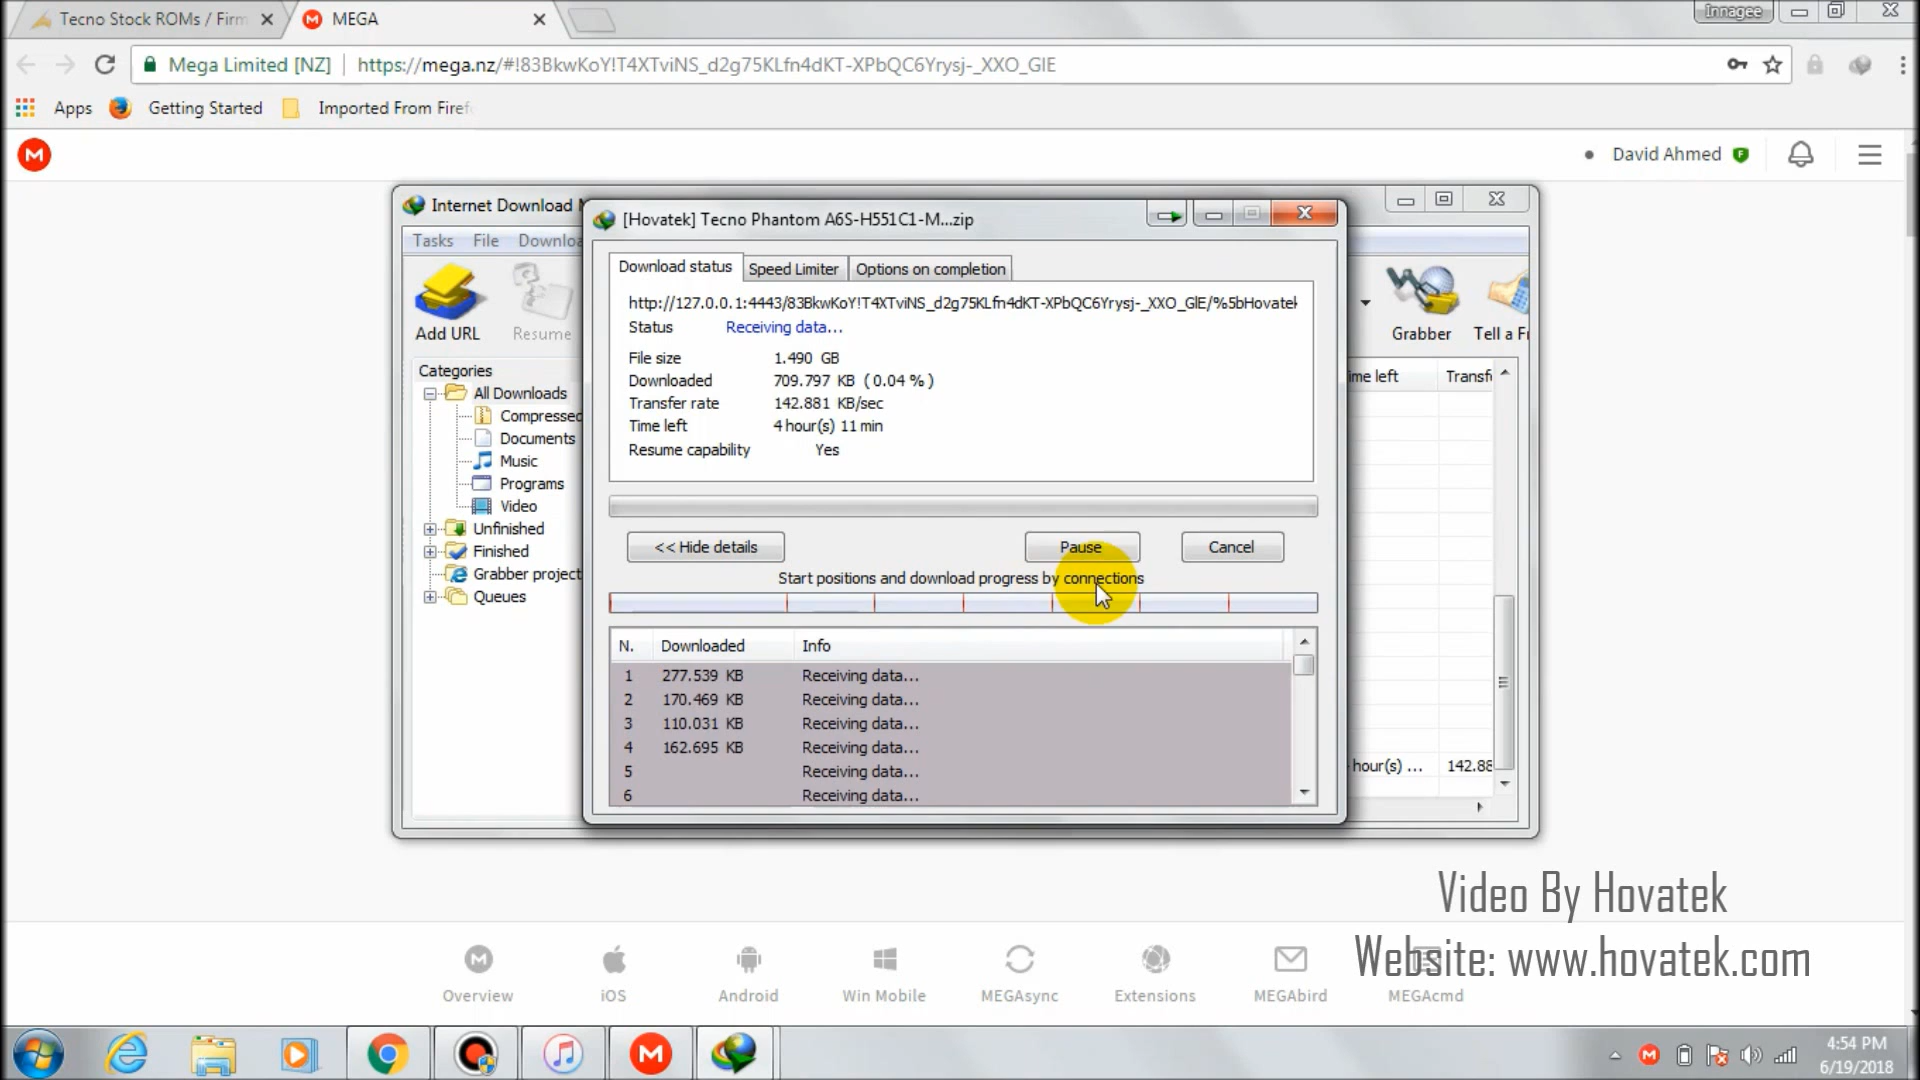 Tecno Stock ROMs / Firm
MEGA
Innagee
Mega Limited [NZ]
https://mega.nz/#!83BkwKoY!T4XTviNS_d2g75KLfn4dKT-XPbQC6Yrysj-_XXO_GlE
Apps
Getting Started
Imported From Firef
David Ahmed
Internet Download M
Tasks File Downloa
Add URL
Resume
Grabber
Tell a Fr
[Hovatek] Tecno Phantom A6S-H551C1-M...zip
Download status
Speed Limiter
Options on completion
http://127.0.0.1:4443/83BkwKoY!T4XTviNS_d2g75KLfn4dKT-XPbQC6Yrysj-_XXO_GlE/%5bHovatek
Status Receiving data...
File size 1.490 GB
Downloaded 709.797 KB ( 0.04 % )
Transfer rate 142.881 KB/sec
Time left 4 hour(s) 11 min
Resume capability Yes
<< Hide details
Pause
Cancel
Start positions and download progress by connections
N. Downloaded Info
1 277.539 KB Receiving data...
2 170.469 KB Receiving data...
3 110.031 KB Receiving data...
4 162.695 KB Receiving data...
5 Receiving data...
6 Receiving data...
Categories
All Downloads
Compressed
Documents
Music
Programs
Video
Unfinished
Finished
Grabber project
Queues
ime left Transf
hour(s) ... 142.88
Video By Hovatek
Website: www.hovatek.com
Overview
iOS
Android
Win Mobile
MEGAsync
Extensions
MEGAbird
MEGAcmd
4:54 PM
6/19/2018